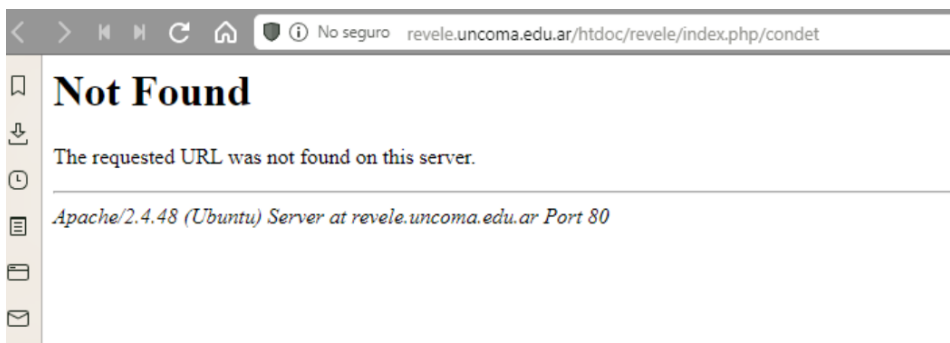 No seguro revele.uncoma.edu.ar/htdoc/revele/index.php/condet
Not Found
The requested URL was not found on this server.
Apache/2.4.48 (Ubuntu) Server at revele.uncoma.edu.ar Port 80